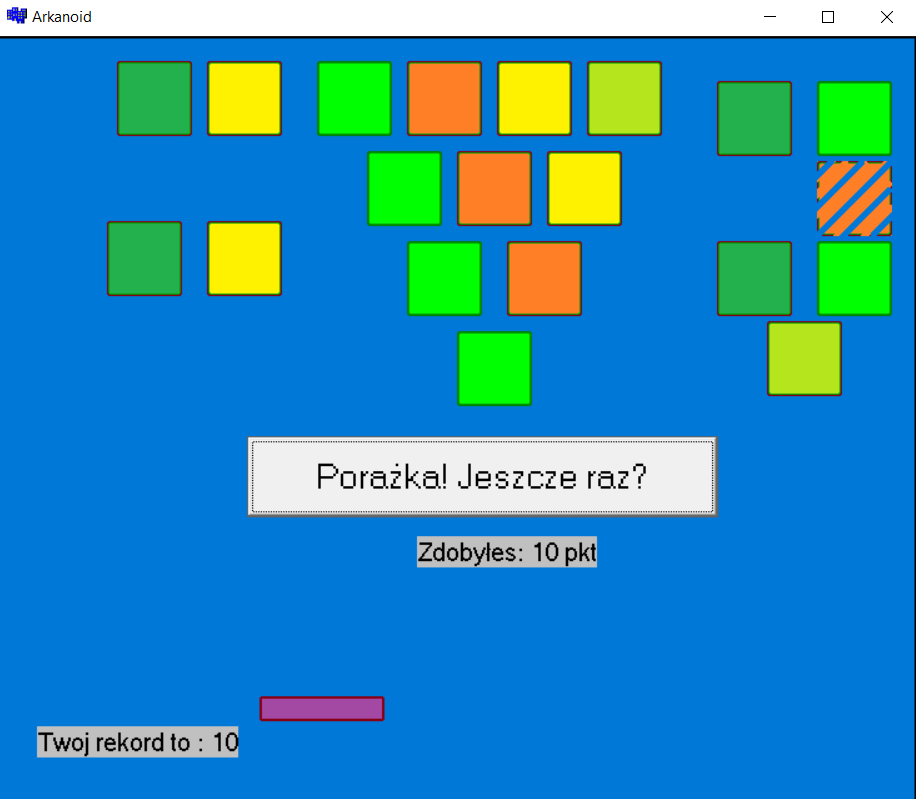 Arkanoid
Porażka! Jeszcze raz?
Zdobyłes: 10 pkt
Twoj rekord to : 10